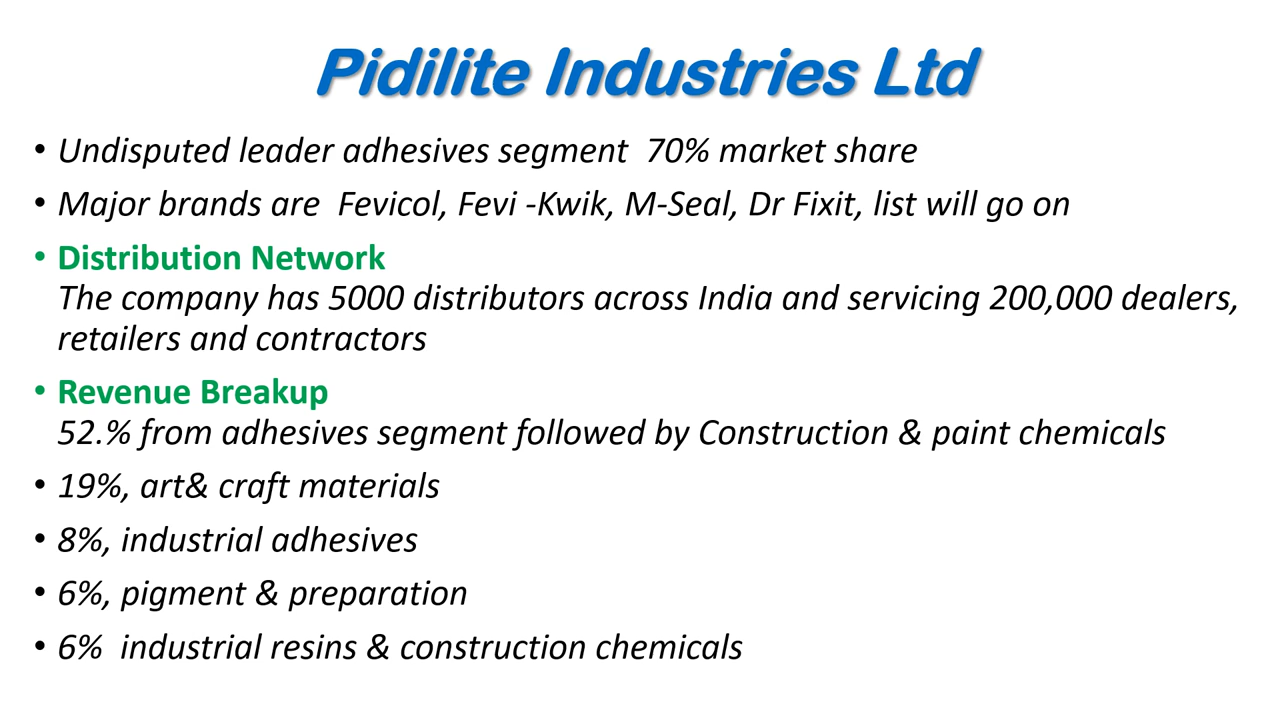 Pidilite Industries Ltd
• Undisputed leader adhesives segment  70% market share
• Major brands are  Fevicol, Fevi -Kwik, M-Seal, Dr Fixit, list will go on
• Distribution Network
The company has 5000 distributors across India and servicing 200,000 dealers,
retailers and contractors
• Revenue Breakup
52.% from adhesives segment followed by Construction & paint chemicals
• 19%, art& craft materials
• 8%, industrial adhesives
• 6%, pigment & preparation
• 6%  industrial resins & construction chemicals